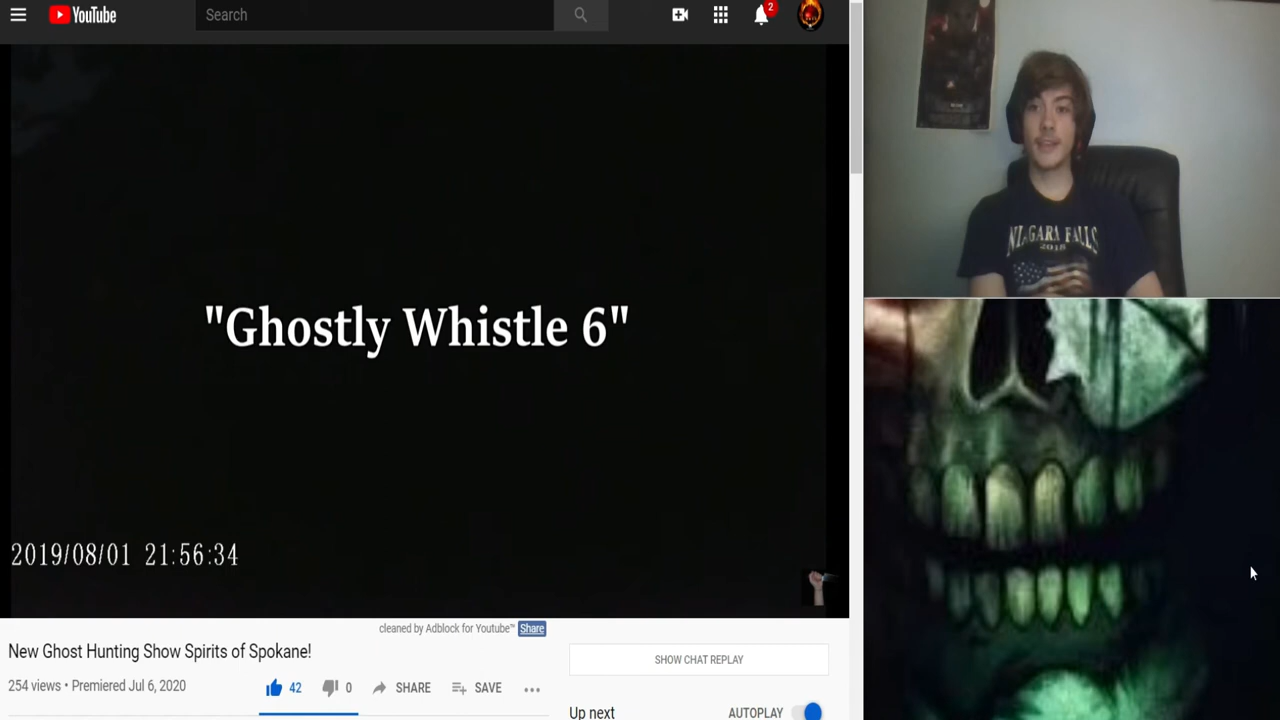 YouTube
Search
2
"Ghostly Whistle 6"
NIAGARA FALLS
2018
2019/08/01 21:56:34
cleaned by Adblock for Youtube™ Share
New Ghost Hunting Show Spirits of Spokane!
254 views • Premiered Jul 6, 2020
42
0
SHARE
SAVE
SHOW CHAT REPLAY
Up next
AUTOPLAY